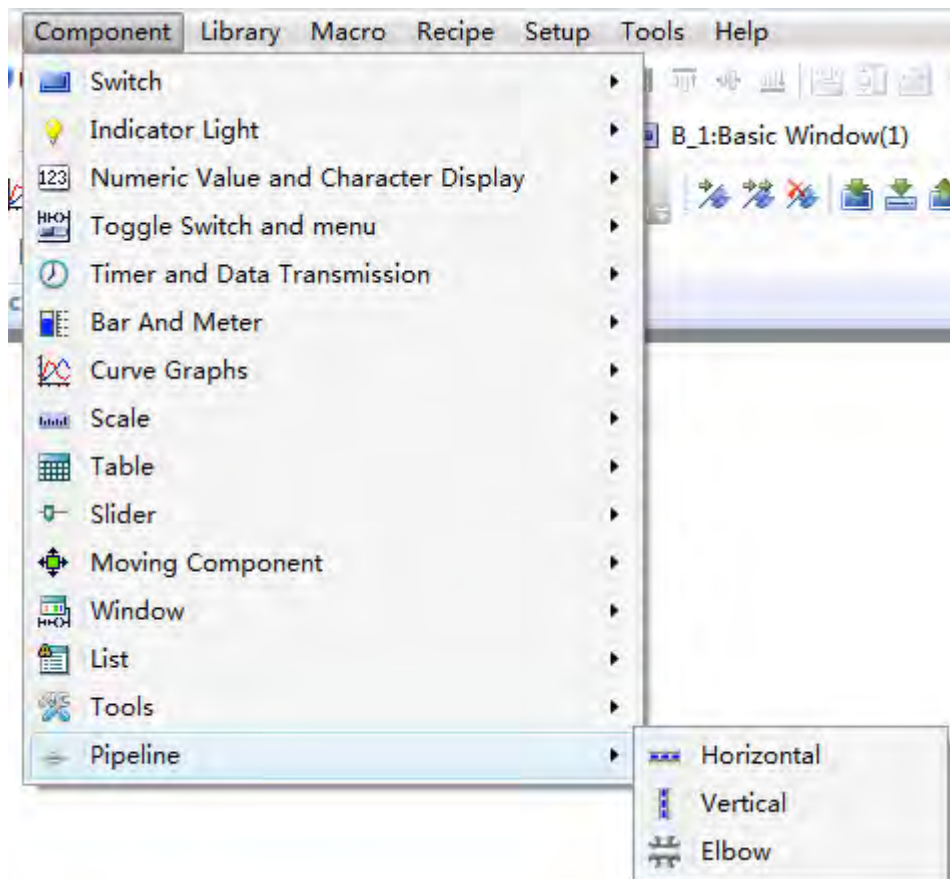 Component Library Macro Recipe Setup Tools Help
Switch
Indicator Light
B_1:Basic Window(1)
123 Numeric Value and Character Display
Toggle Switch and menu
Timer and Data Transmission
Bar And Meter
Curve Graphs
Scale
Table
Slider
Moving Component
Window
List
Tools
Pipeline
Horizontal
Vertical
Elbow